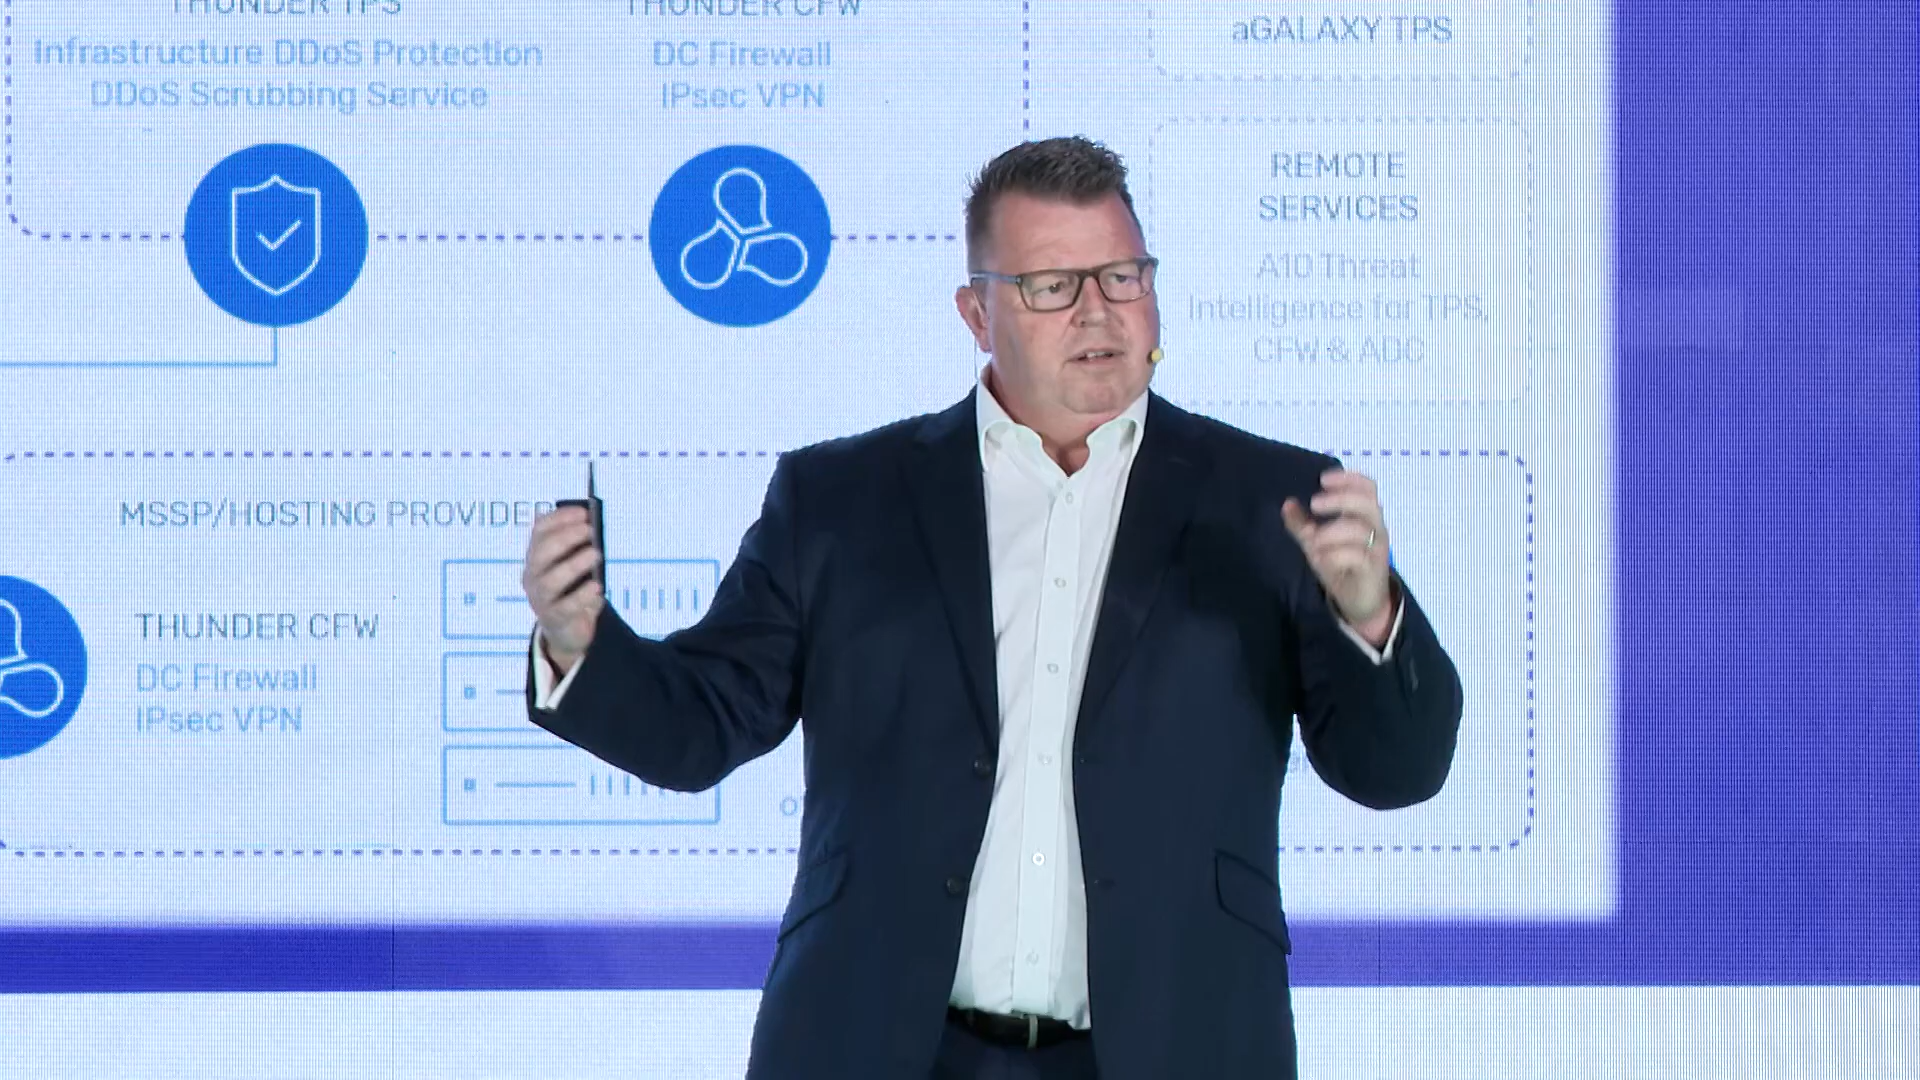 THUNDER TPS
Infrastructure DDoS Protection
DDoS Scrubbing Service
THUNDER CFW
DC Firewall
IPsec VPN
aGALAXY TPS
REMOTE
SERVICES
A10 Threat
Intelligence for TPS,
CFW & ADC
MSSP/HOSTING PROVIDER
THUNDER CFW
DC Firewall
IPsec VPN